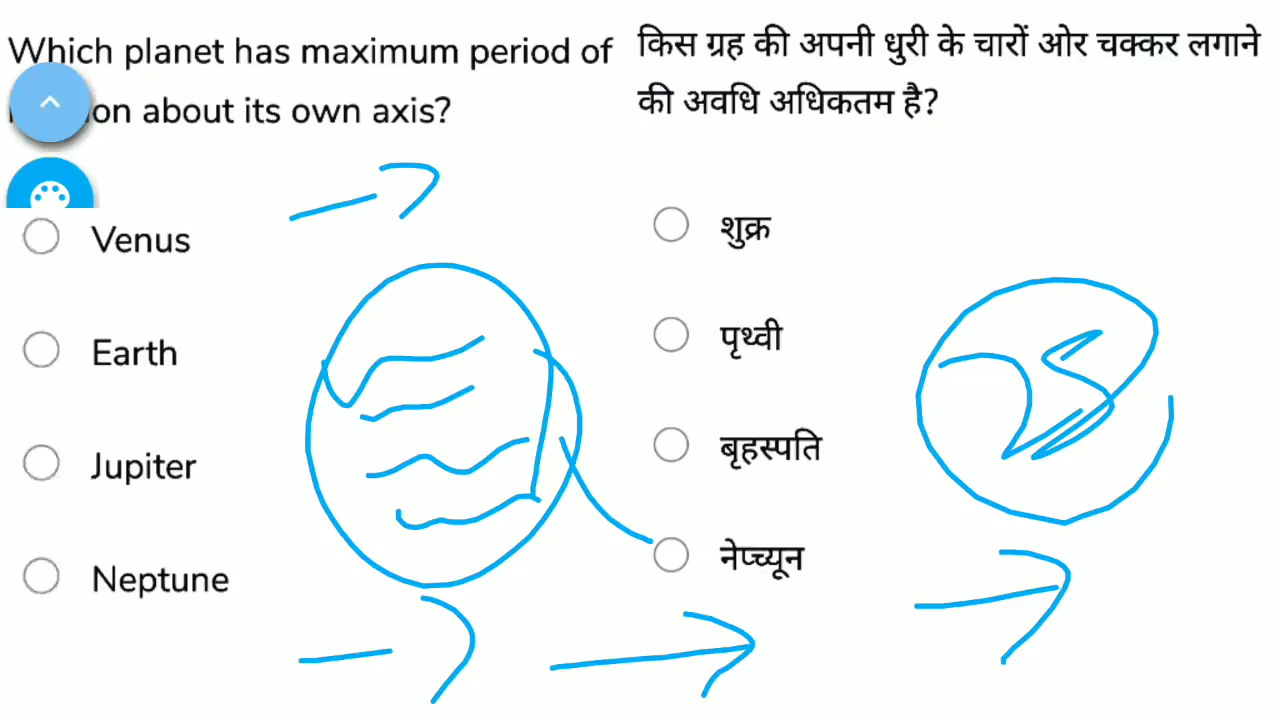 Which planet has maximum period of
on about its own axis?
Venus
Earth
Jupiter
Neptune
किस ग्रह की अपनी धुरी के चारों ओर चक्कर लगाने
की अवधि अधिकतम है?
शुक्र
पृथ्वी
बृहस्पति
नेप्च्यून